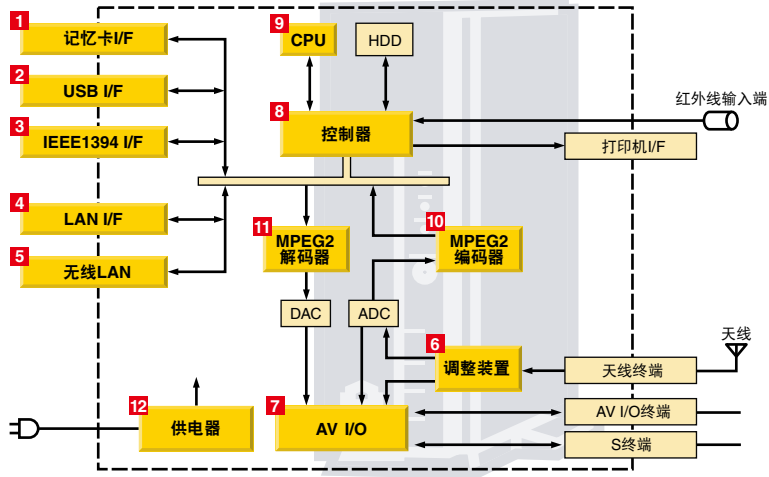 1
记忆卡I/F
2
USB I/F
3
IEEE1394 I/F
4
LAN I/F
5
无线LAN
9
CPU
HDD
8
控制器
红外线输入端
打印机I/F
11
MPEG2
解码器
10
MPEG2
编码器
DAC
ADC
6
调整装置
天线
天线终端
12
供电器
7
AV I/O
AV I/O终端
S终端